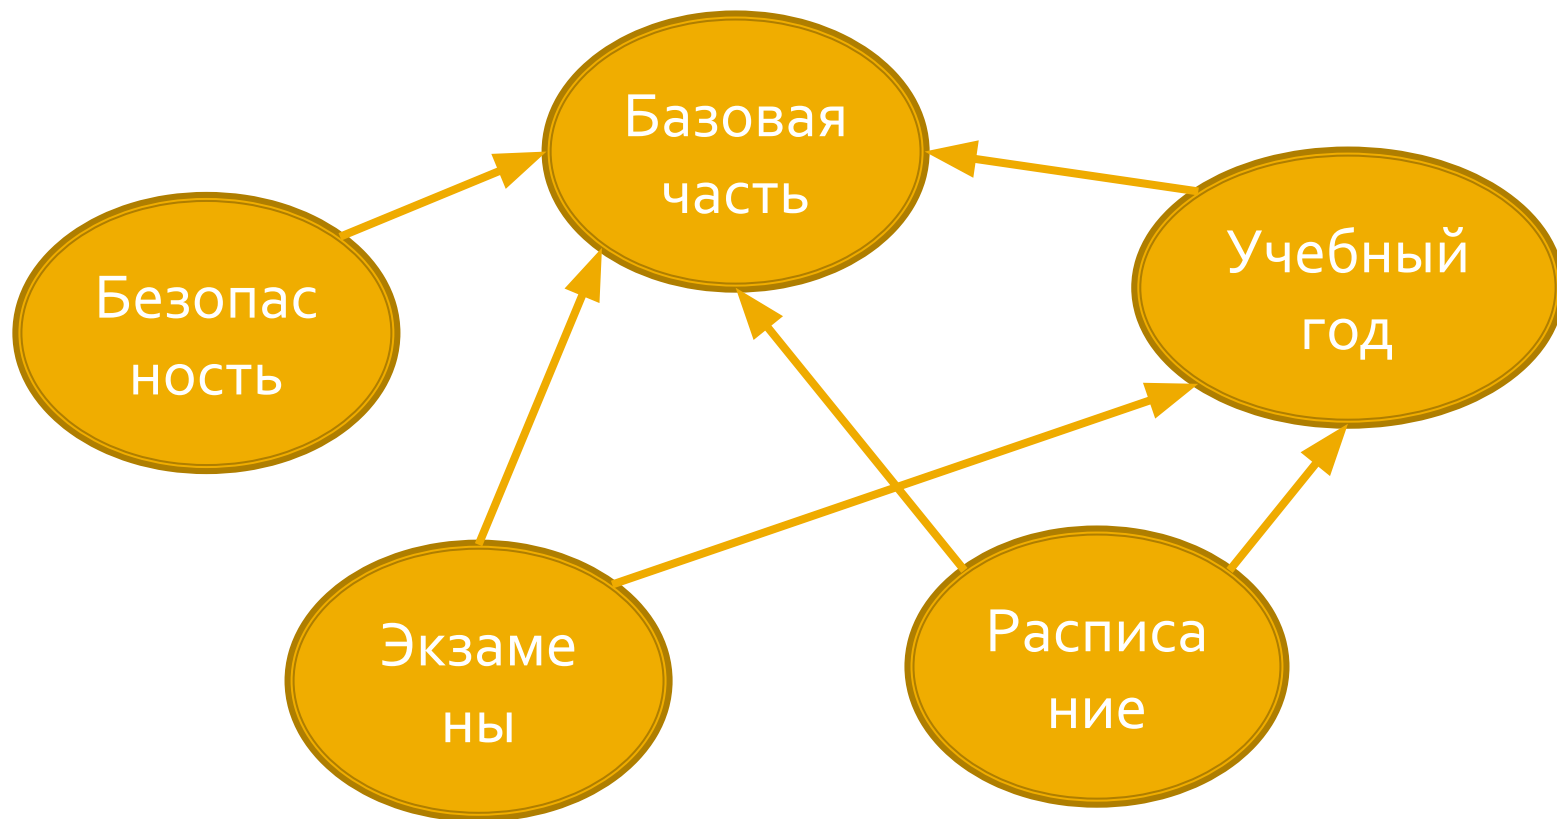 Базовая
часть
Безопас
ность
Учебный
год
Экзаме
ны
Расписа
ние